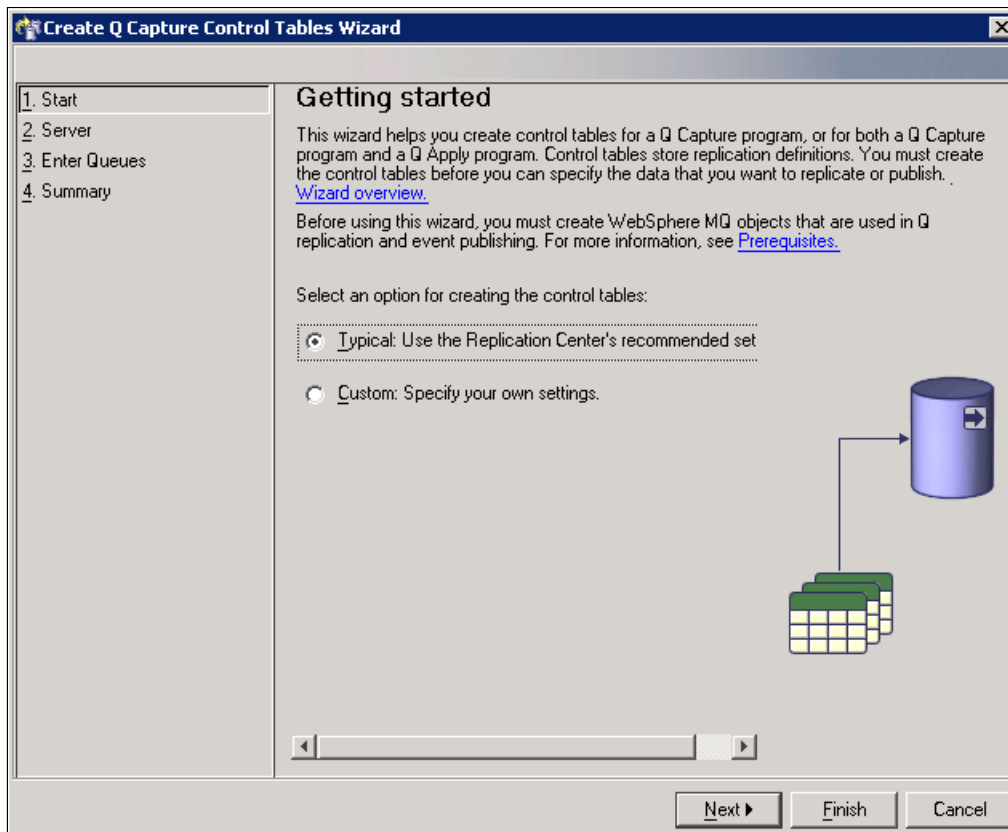 Create Q Capture Control Tables Wizard
1. Start
2. Server
3. Enter Queues
4. Summary
Getting started
This wizard helps you create control tables for a Q Capture program, or for both a Q Capture
program and a Q Apply program. Control tables store replication definitions. You must create
the control tables before you can specify the data that you want to replicate or publish.
Wizard overview.
Before using this wizard, you must create WebSphere MQ objects that are used in Q
replication and event publishing. For more information, see Prerequisites.
Select an option for creating the control tables:
Typical: Use the Replication Center's recommended set
Custom: Specify your own settings.
Next
Finish
Cancel